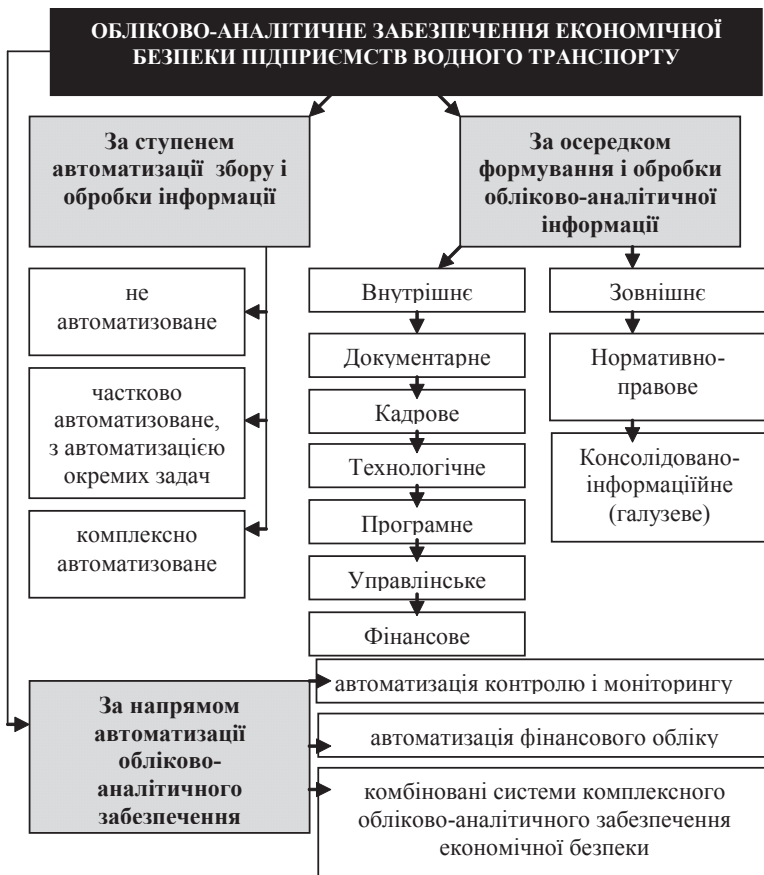 ОБЛІКОВО-АНАЛІТИЧНЕ ЗАБЕЗПЕЧЕННЯ ЕКОНОМІЧНОЇ
БЕЗПЕКИ ПІДПРИЄМСТВ ВОДНОГО ТРАНСПОРТУ
За ступенем
автоматизації збору і
обробки інформації
За осередком
формування і обробки
обліково-аналітичної
інформації
не
автоматизоване
частково
автоматизоване,
з автоматизацією
окремих задач
комплексно
автоматизоване
Внутрішнє
Документарне
Кадрове
Технологічне
Програмне
Управлінське
Фінансове
Зовнішнє
Нормативно-
правове
Консолідовано-
інформаціїйне
(галузеве)
За напрямом
автоматизації
обліково-
аналітичного
забезпечення
автоматизація контролю і моніторингу
автоматизація фінансового обліку
комбіновані системи комплексного
обліково-аналітичного забезпечення
економічної безпеки